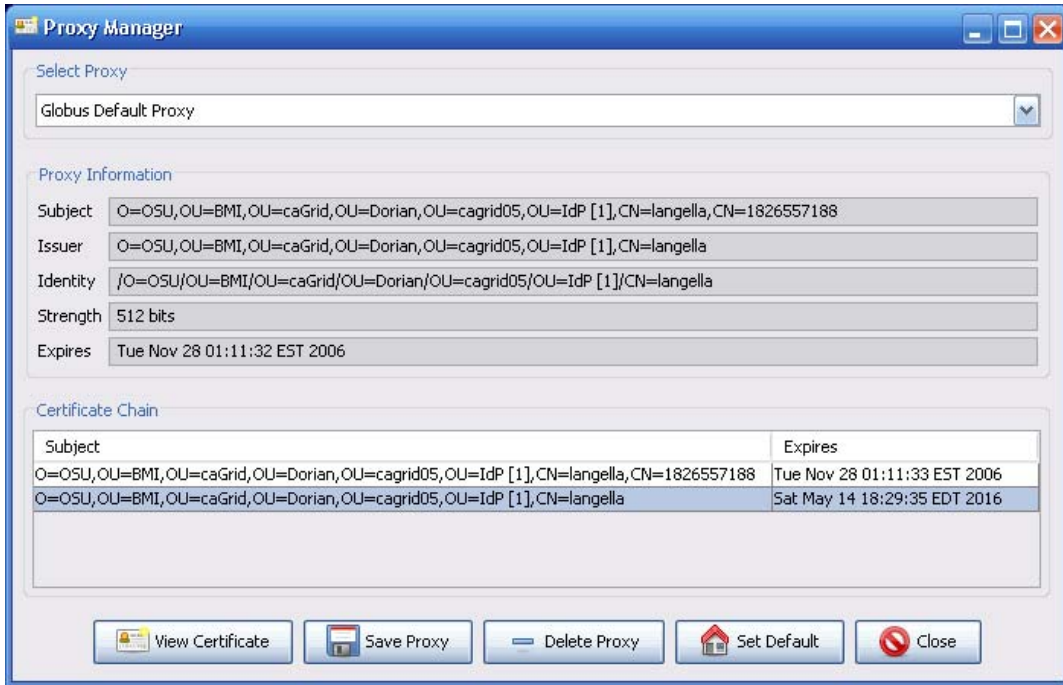 Proxy Manager
Select Proxy
Globus Default Proxy
Proxy Information
Subject O=OSU,OU=BMI,OU=caGrid,OU=Dorian,OU=cagrid05,OU=IdP [1],CN=langella,CN=1826557188
Issuer O=OSU,OU=BMI,OU=caGrid,OU=Dorian,OU=cagrid05,OU=IdP [1],CN=langella
Identity /O=OSU/OU=BMI/OU=caGrid/OU=Dorian/OU=cagrid05/OU=IdP [1]/CN=langella
Strength 512 bits
Expires Tue Nov 28 01:11:32 EST 2006
Certificate Chain
Subject Expires
O=OSU,OU=BMI,OU=caGrid,OU=Dorian,OU=cagrid05,OU=IdP [1],CN=langella,CN=1826557188 Tue Nov 28 01:11:33 EST 2006
O=OSU,OU=BMI,OU=caGrid,OU=Dorian,OU=cagrid05,OU=IdP [1],CN=langella Sat May 14 18:29:35 EDT 2016
View Certificate Save Proxy Delete Proxy Set Default Close